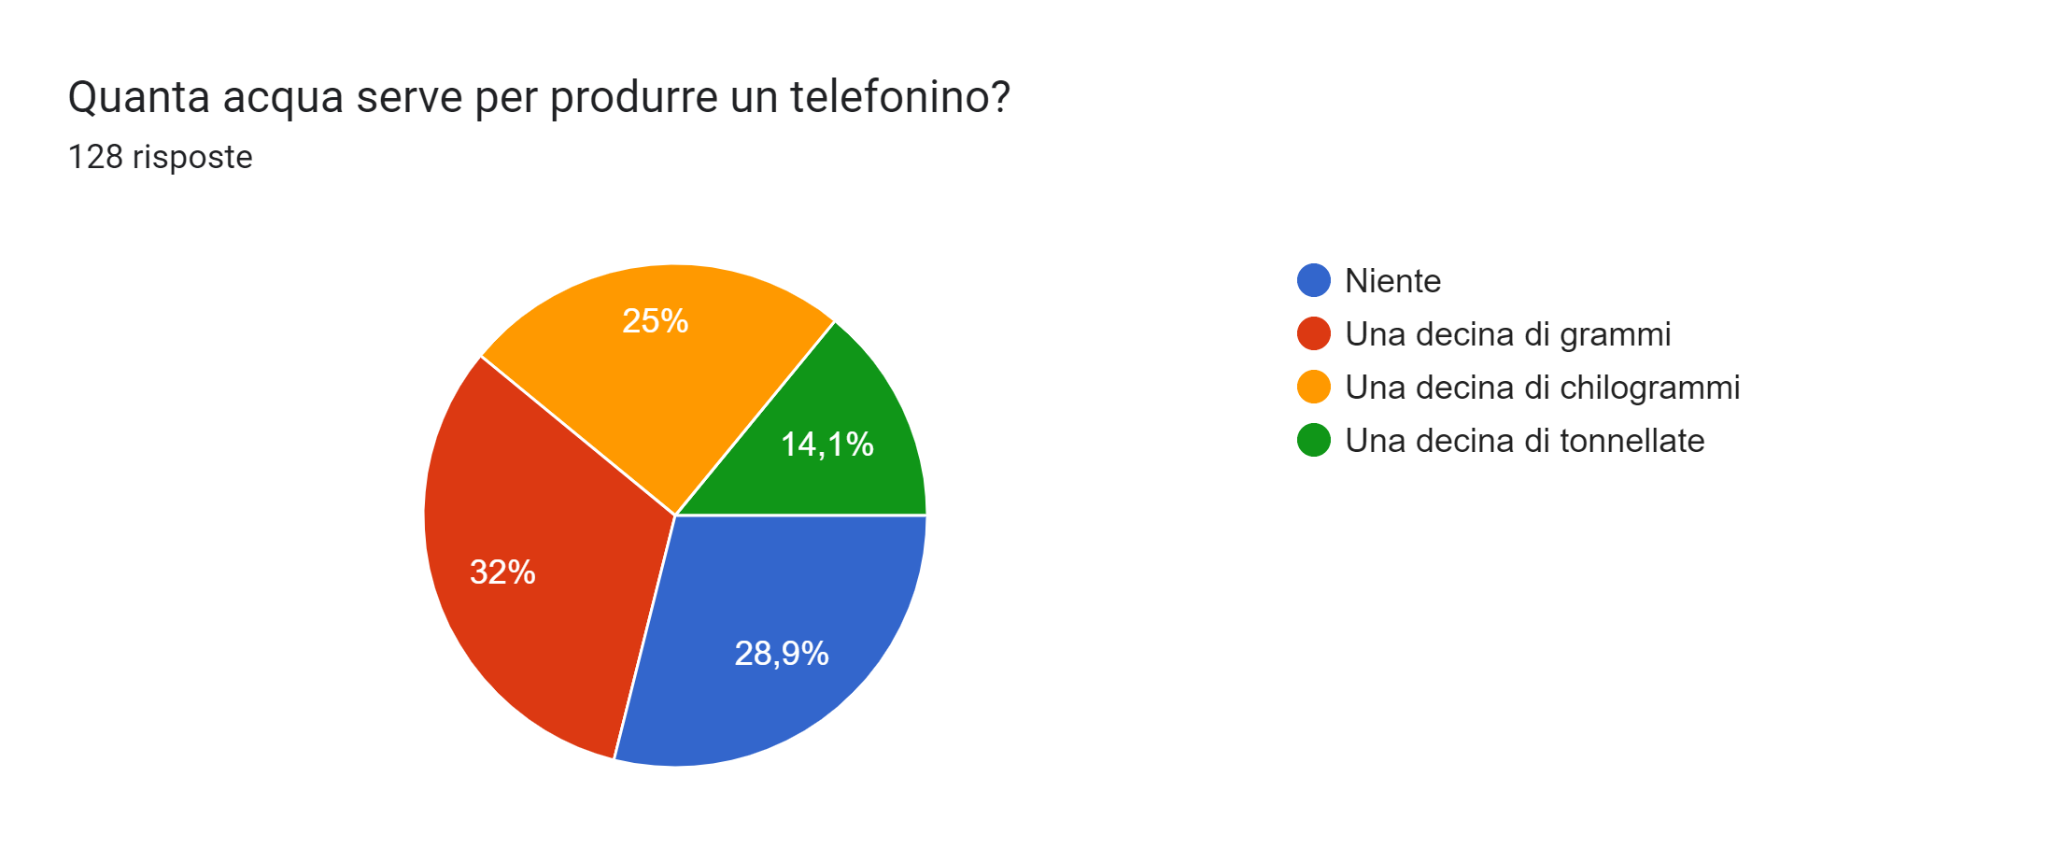 Quanta acqua serve per produrre un telefonino?
128 risposte
25%
14,1%
32%
28,9%
Niente
Una decina di grammi
Una decina di chilogrammi
Una decina di tonnellate